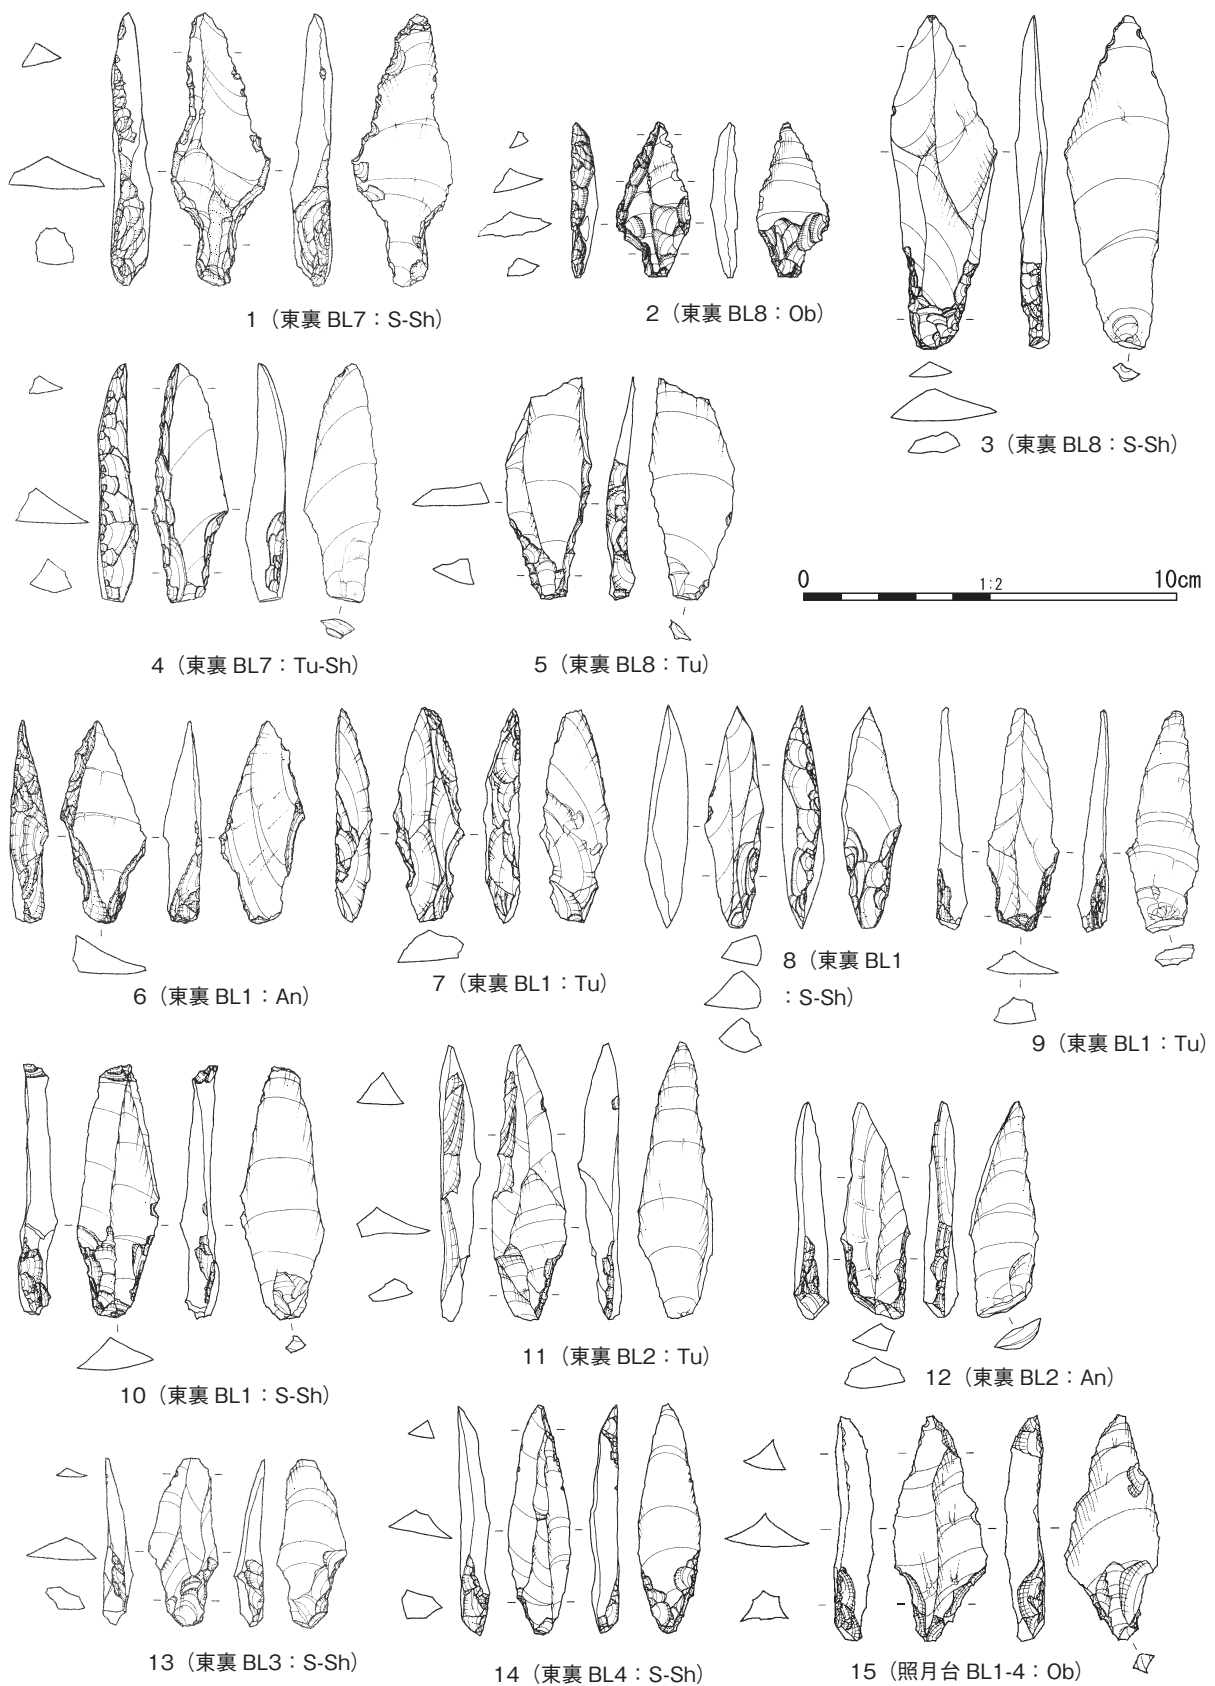 1（東裏 BL7：S-Sh）
2（東裏 BL8：Ob）
3（東裏 BL8：S-Sh）
4（東裏 BL7：Tu-Sh）
5（東裏 BL8：Tu）
0 1:2 10cm
6（東裏 BL1：An）
7（東裏 BL1：Tu）
8（東裏 BL1
：S-Sh）
9（東裏 BL1：Tu）
10（東裏 BL1：S-Sh）
11（東裏 BL2：Tu）
12（東裏 BL2：An）
13（東裏 BL3：S-Sh）
14（東裏 BL4：S-Sh）
15（照月台 BL1-4：Ob）